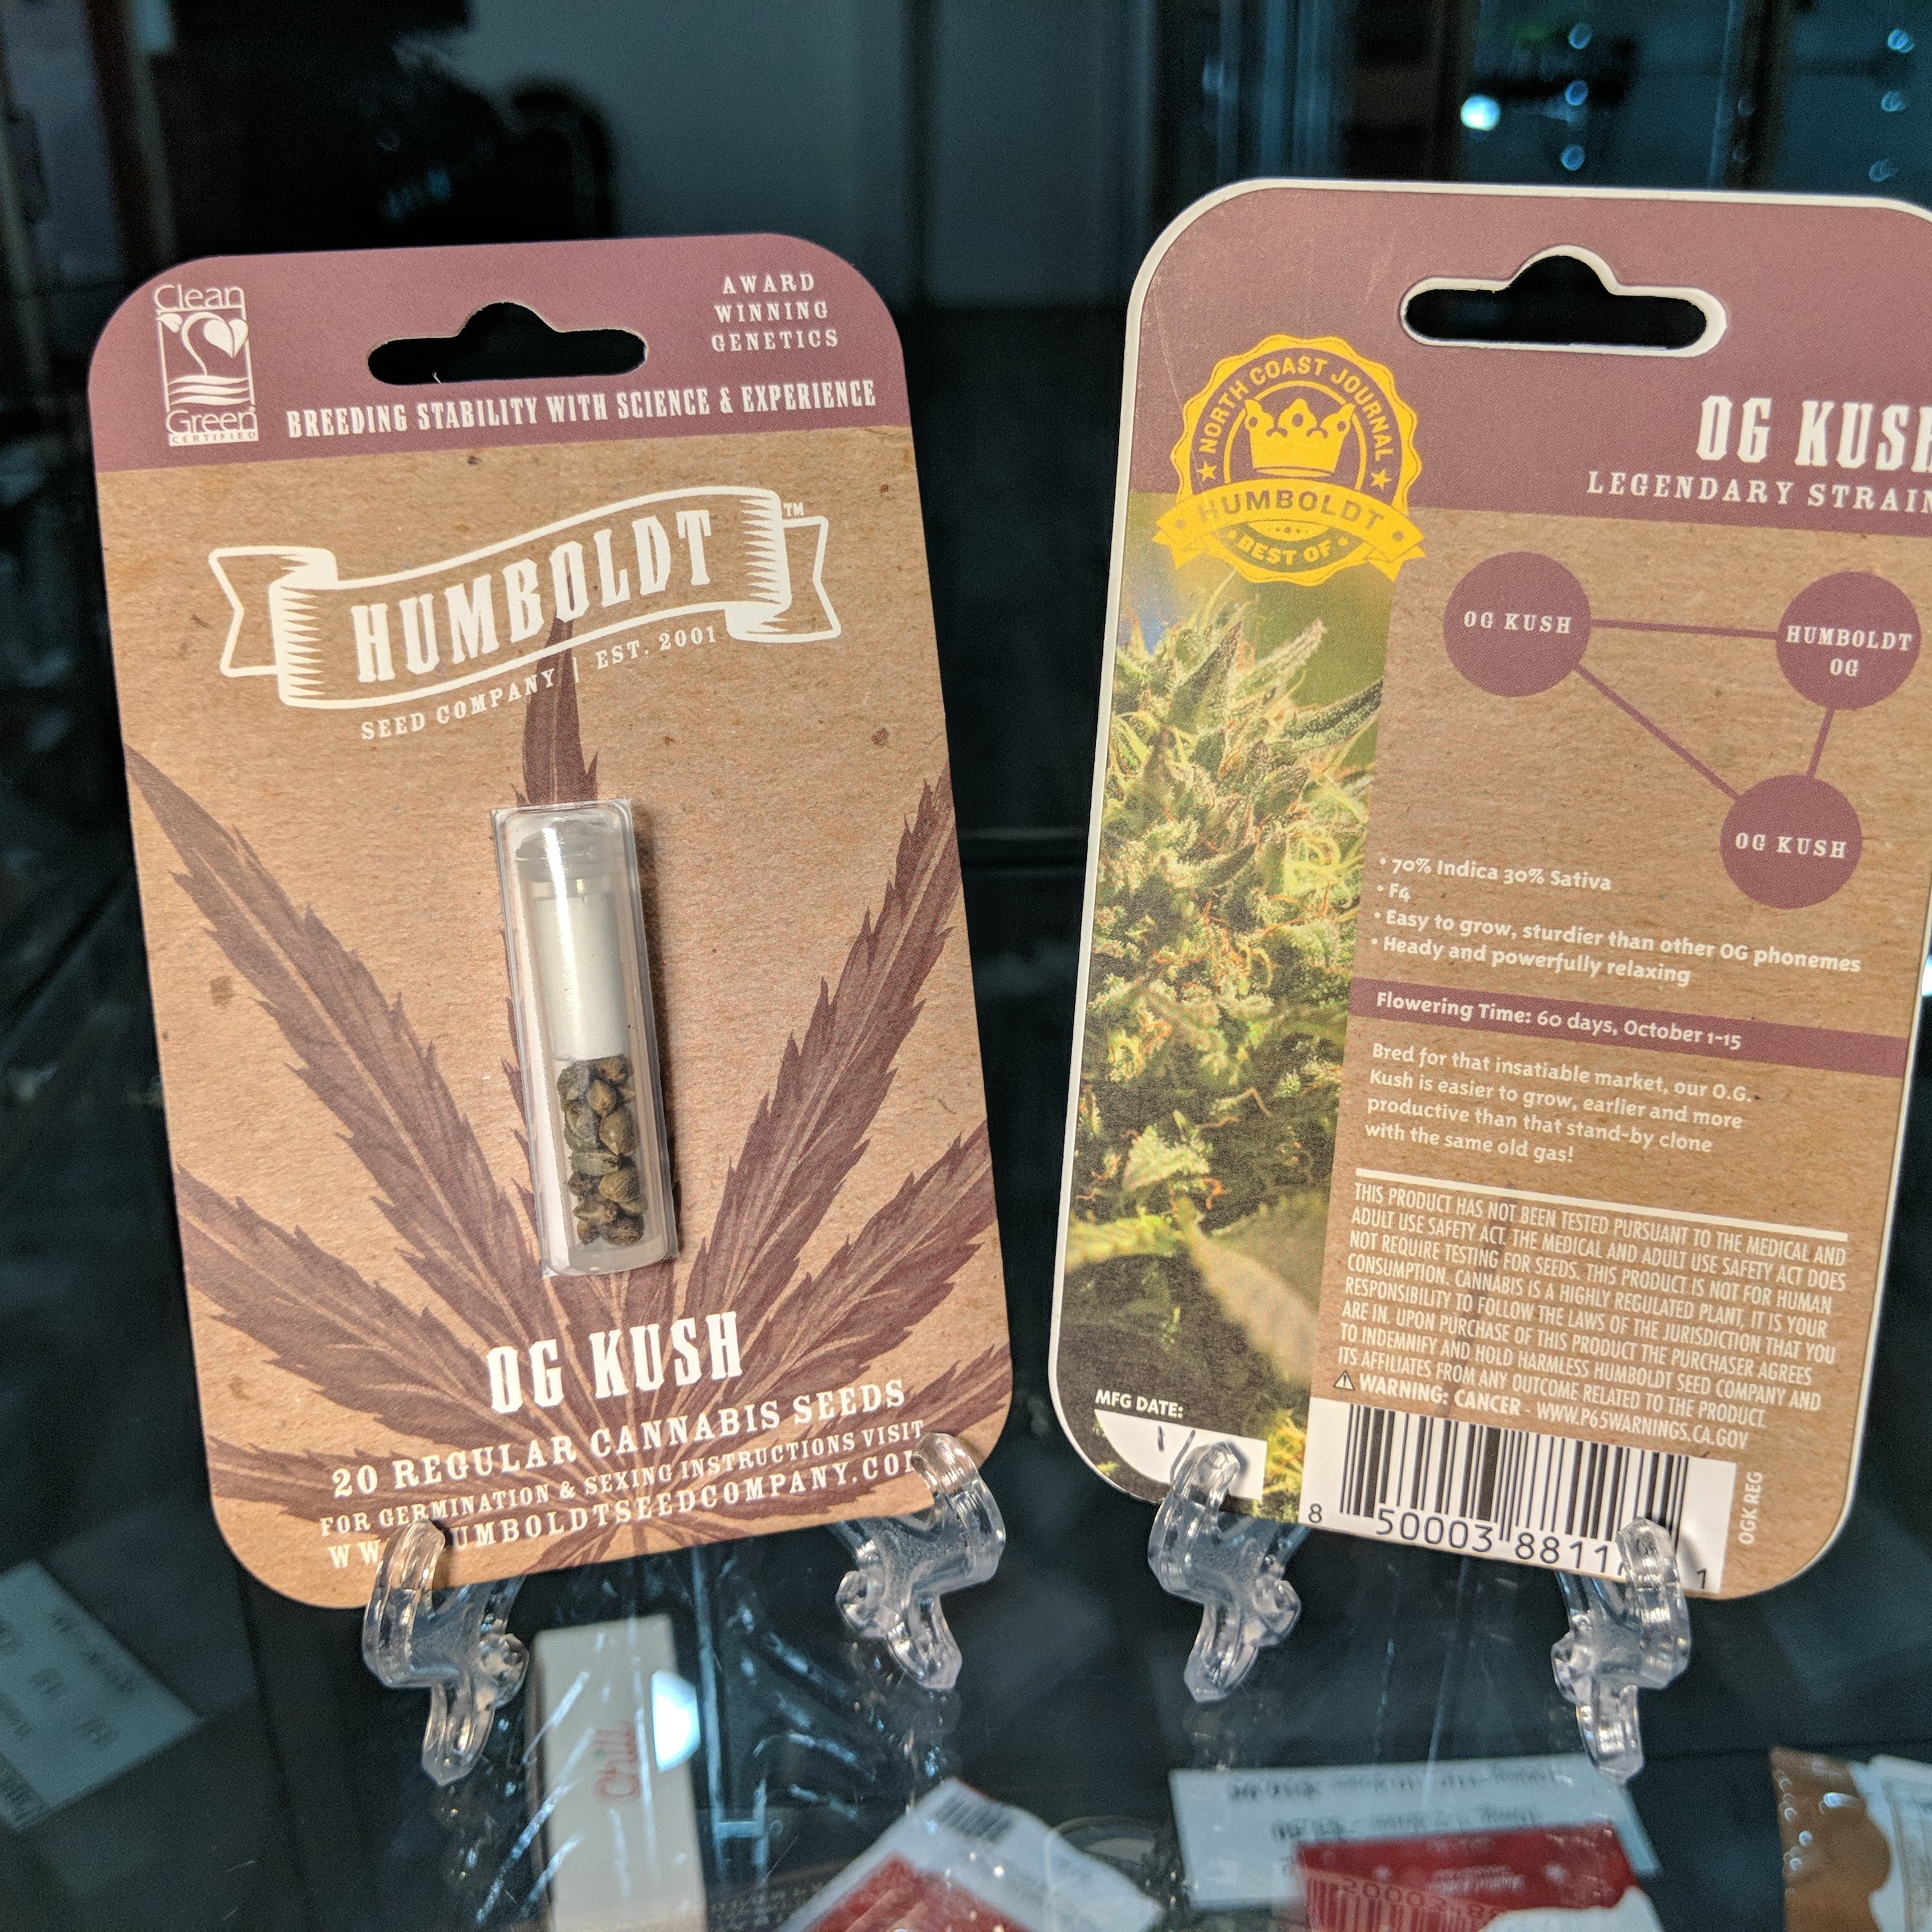 Clean
Green
CERTIFIED
AWARD
WINNING
GENETICS
BREEDING STABILITY WITH SCIENCE & EXPERIENCE
HUMBOLDT™
SEED COMPANY | EST. 2001
OG KUSH
20 REGULAR CANNABIS SEEDS
FOR GERMINATION & SEXING INSTRUCTIONS VISIT
NORTH COAST JOURNAL
HUMBOLDT
BEST OF
OG
LEGENDARY
OG KUSH
HUMBOLDT
OG
OG KUSH
• 70% Indica 30% Sativa
• F4
• Easy to grow, sturdier than other OG phonemes
• Heady and powerfully relaxing
Flowering Time: 60 days, October 1-15
Bred for that insatiable market, our O.G.
Kush is easier to grow, earlier and more
productive than that stand-by clone
with the same old gas!
THIS PRODUCT HAS NOT BEEN TESTED PURSUANT TO THE MEDICAL AND
ADULT USE SAFETY ACT. THE MEDICAL AND ADULT USE SAFETY ACT DOES
NOT REQUIRE TESTING FOR SEEDS. THIS PRODUCT IS NOT FOR HUMAN
CONSUMPTION. CANNABIS IS A HIGHLY REGULATED PLANT, IT IS YOUR
RESPONSIBILITY TO FOLLOW THE LAWS OF THE JURISDICTION THAT YOU
ARE IN. UPON PURCHASE OF THIS PRODUCT THE PURCHASER AGREES
TO INDEMNIFY AND HOLD HARMLESS HUMBOLDT SEED COMPANY AND
ITS AFFILIATES FROM ANY OUTCOME RELATED TO THE PRODUCT.
⚠ WARNING: CANCER - WWW.P65WARNINGS.CA.GOV
MFG DATE:
8 50003 8811
OGK REG
Chill